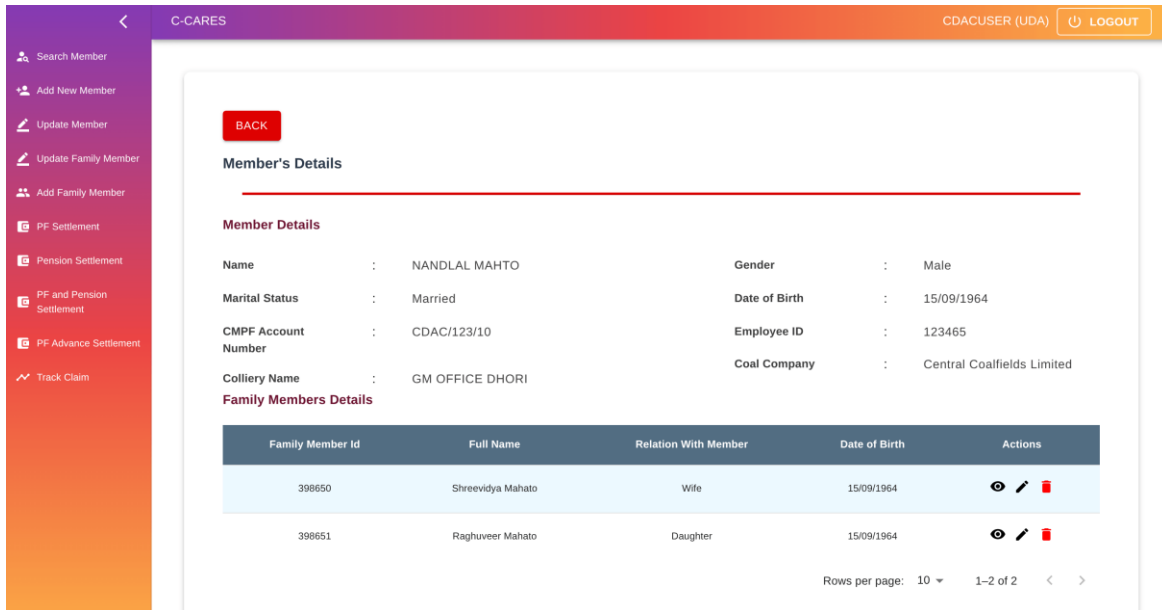 C-CARES
CDACUSER (UDA) LOGOUT
Search Member
Add New Member
Update Member
Update Family Member
Add Family Member
PF Settlement
Pension Settlement
PF and Pension
Settlement
PF Advance Settlement
Track Claim
BACK
Member's Details
Member Details
Name : NANDLAL MAHTO
Gender : Male
Marital Status : Married
Date of Birth : 15/09/1964
CMPF Account
Number : CDAC/123/10
Employee ID : 123465
Coal Company : Central Coalfields Limited
Colliery Name : GM OFFICE DHORI
Family Members Details
Family Member Id Full Name Relation With Member Date of Birth Actions
398650 Shreevidya Mahato Wife 15/09/1964
398651 Raghuveer Mahato Daughter 15/09/1964
Rows per page: 10 1–2 of 2